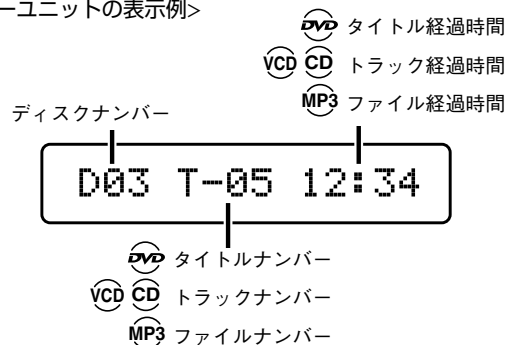 ーユニットの表示例>
DVD タイトル経過時間
VCD CD トラック経過時間
MP3 ファイル経過時間
ディスクナンバー
D03 T-05 12:34
DVD タイトルナンバー
VCD CD トラックナンバー
MP3 ファイルナンバー